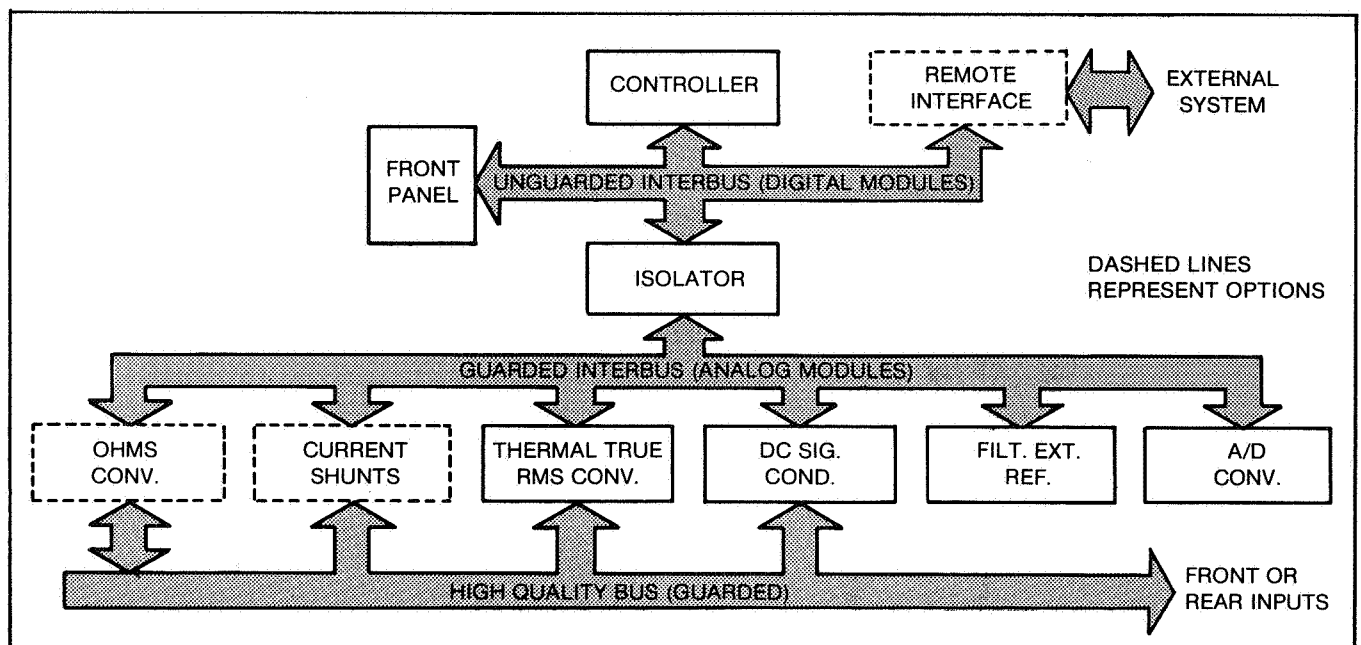 CONTROLLER
REMOTE
INTERFACE
EXTERNAL
SYSTEM
FRONT
PANEL
UNGUARDED INTERBUS (DIGITAL MODULES)
ISOLATOR
DASHED LINES
REPRESENT OPTIONS
GUARDED INTERBUS (ANALOG MODULES)
OHMS
CONV.
CURRENT
SHUNTS
THERMAL TRUE
RMS CONV.
DC SIG.
COND.
FILT. EXT.
REF.
A/D
CONV.
HIGH QUALITY BUS (GUARDED)
FRONT OR
REAR INPUTS